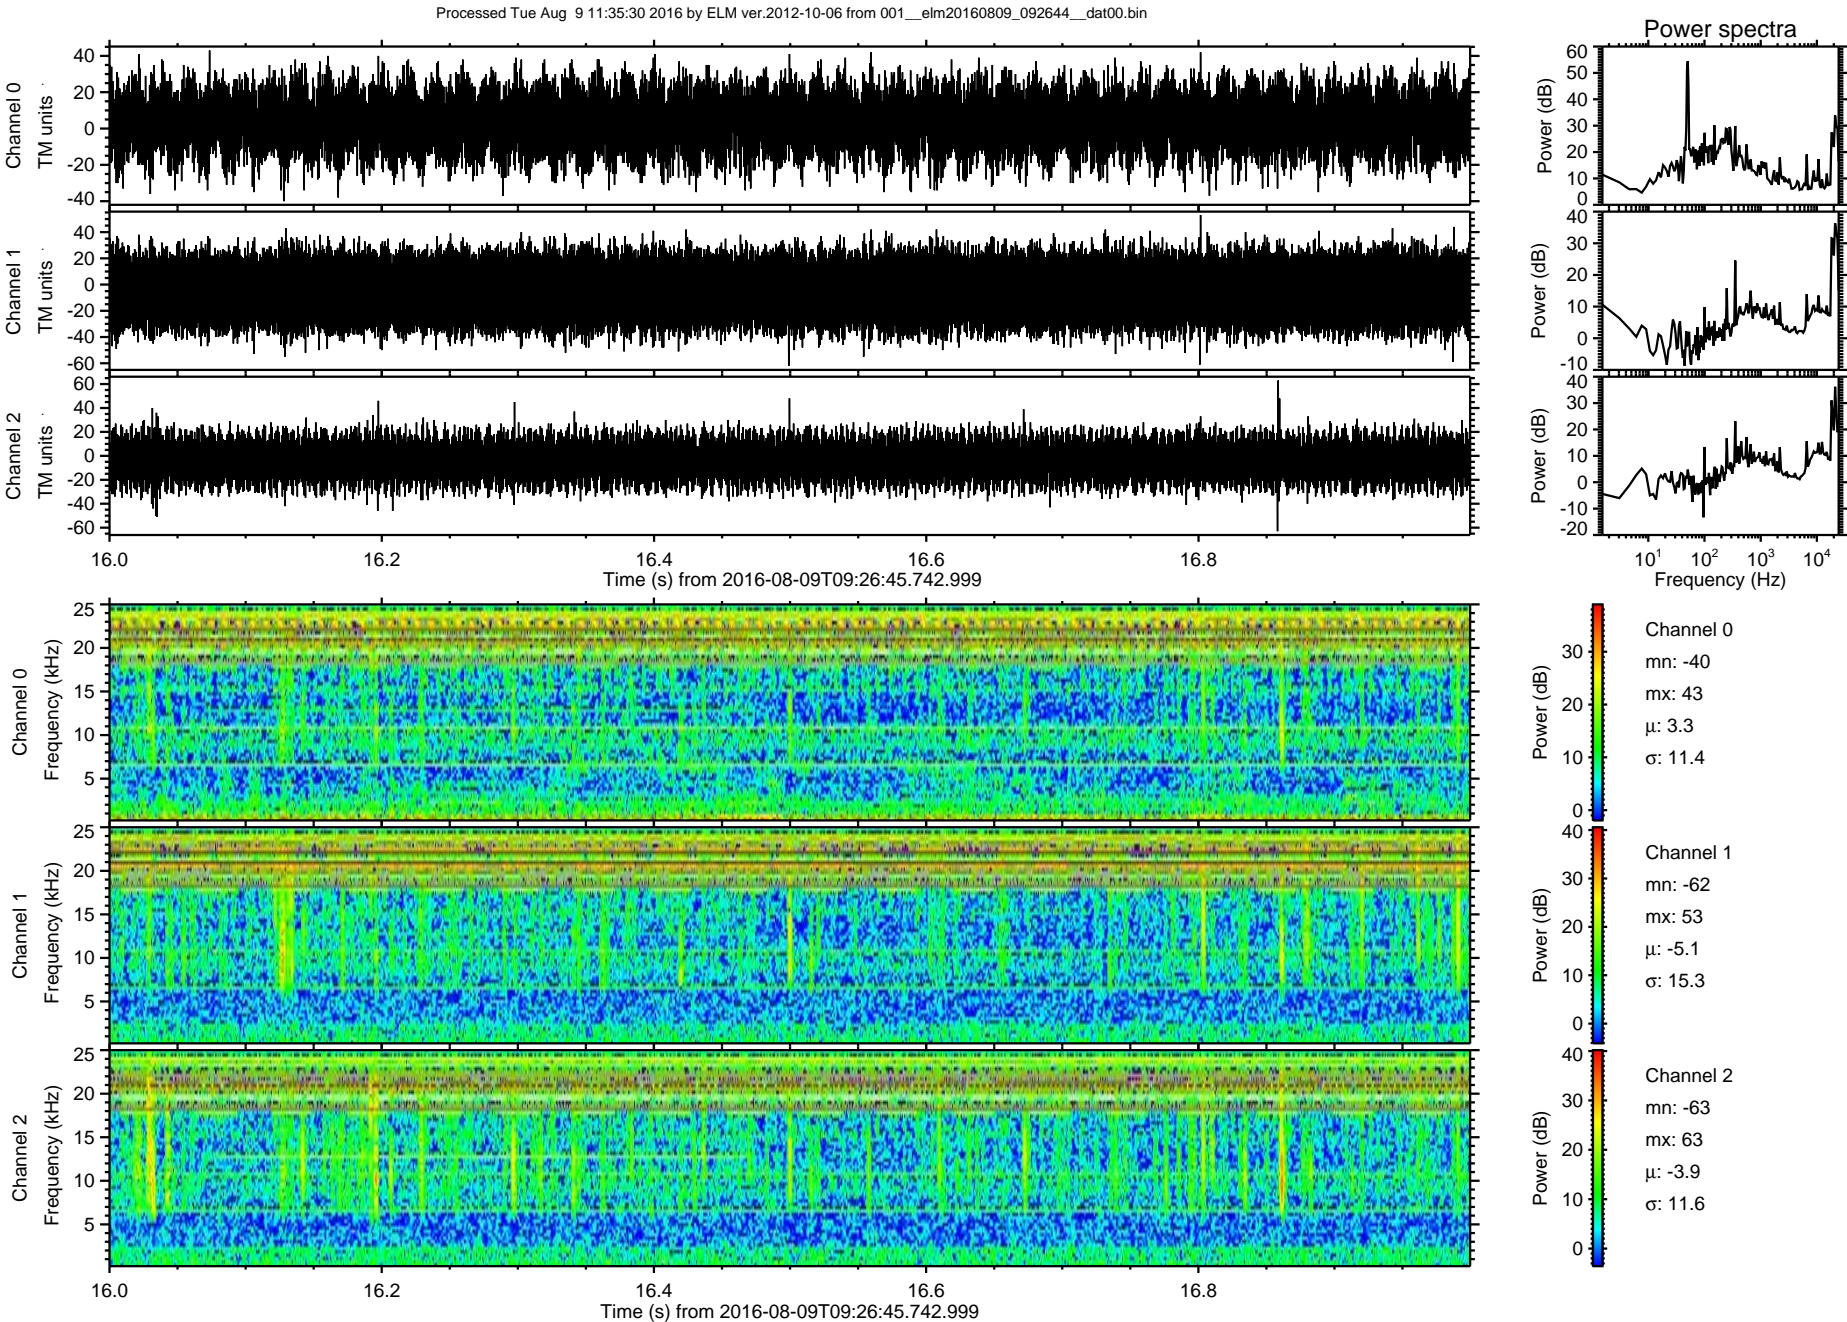 Processed Tue Aug  9 11:35:30 2016 by ELM ver.2012-10-06 from 001__elm20160809_092644__dat00.bin
Power spectra
Channel 0
TM units
40
20
0
-20
-40
Power (dB)
60
50
40
30
20
10
0
Channel 1
TM units
40
20
0
-20
-40
-60
Power (dB)
40
30
20
10
0
-10
Channel 2
TM units
60
40
20
0
-20
-40
-60
Power (dB)
40
30
20
10
0
-10
-20
16.0 16.2 16.4 16.6 16.8
Time (s) from 2016-08-09T09:26:45.742.999
10^1 10^2 10^3 10^4
Frequency (Hz)
Channel 0
Frequency (kHz)
25
20
15
10
5
Power (dB)
30
20
10
0
Channel 0
mn: -40
mx: 43
μ: 3.3
σ: 11.4
Channel 1
Frequency (kHz)
25
20
15
10
5
Power (dB)
40
30
20
10
0
Channel 1
mn: -62
mx: 53
μ: -5.1
σ: 15.3
Channel 2
Frequency (kHz)
25
20
15
10
5
Power (dB)
40
30
20
10
0
Channel 2
mn: -63
mx: 63
μ: -3.9
σ: 11.6
16.0 16.2 16.4 16.6 16.8
Time (s) from 2016-08-09T09:26:45.742.999